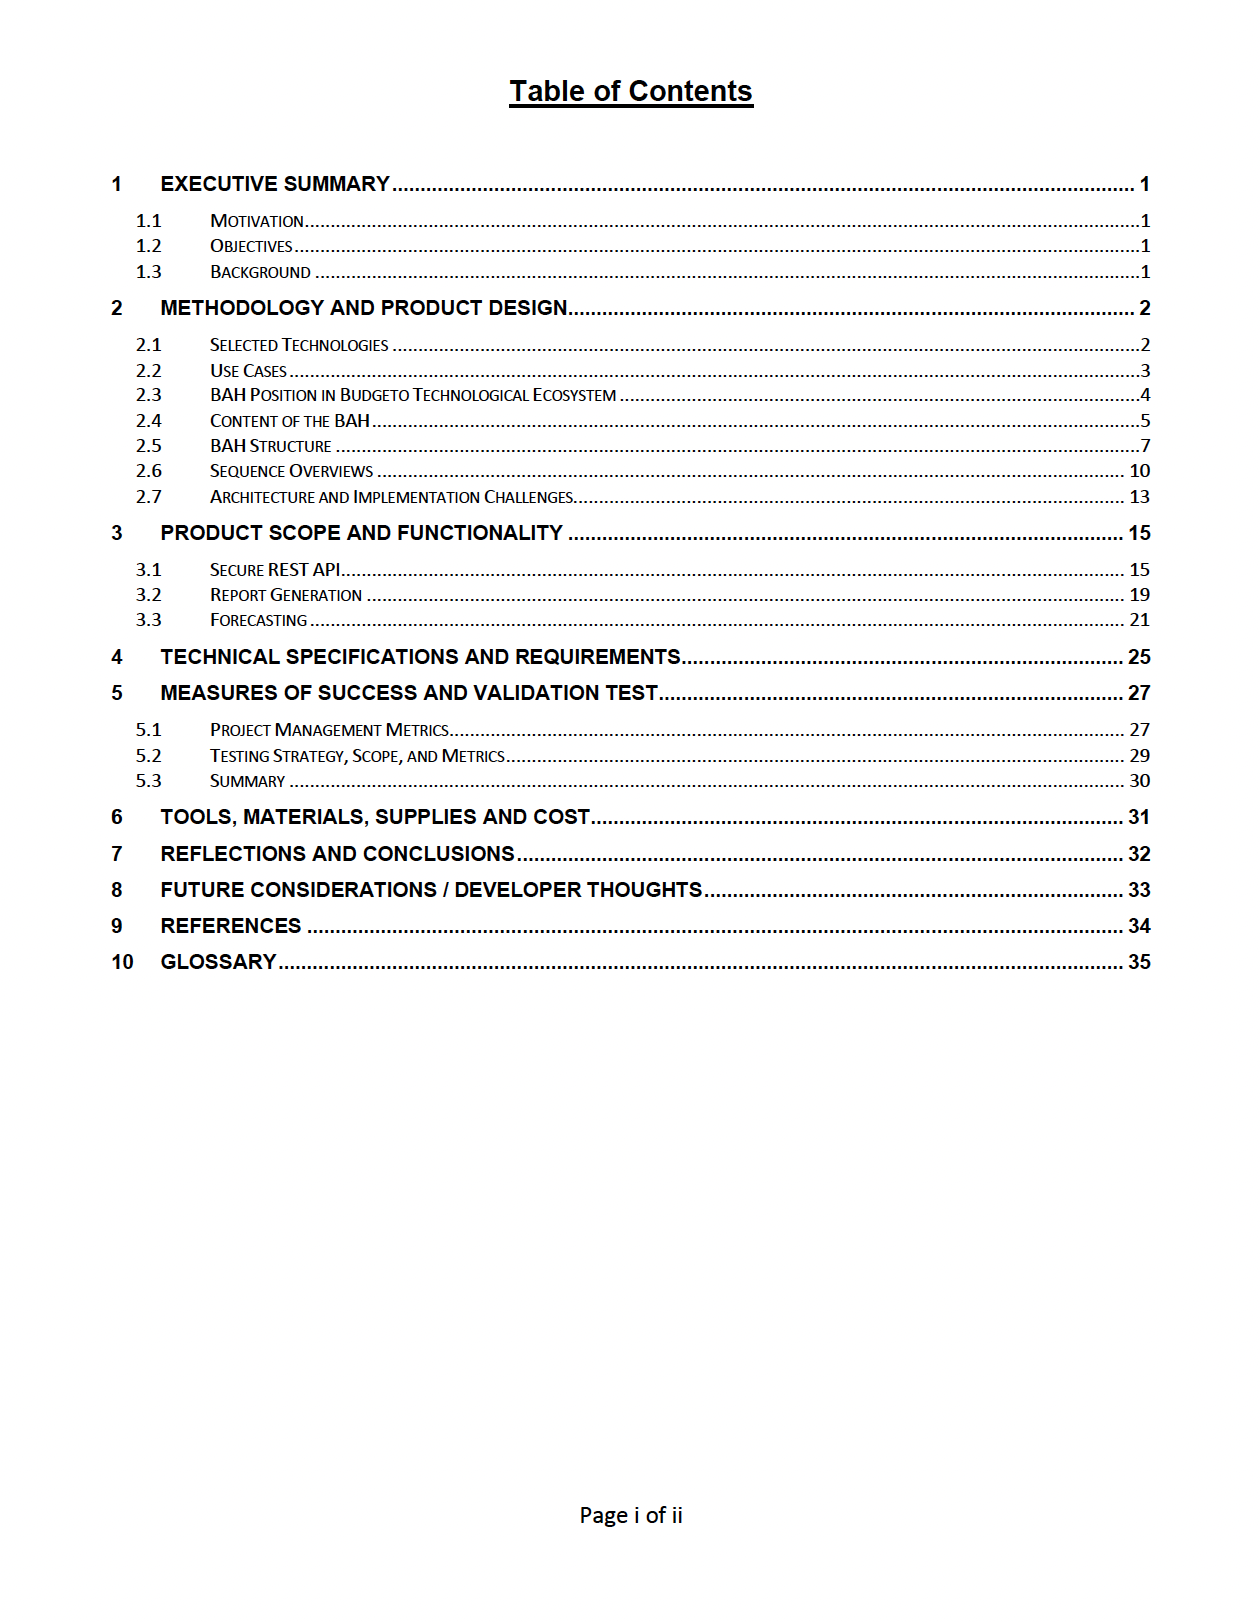 Table of Contents
1 EXECUTIVE SUMMARY 1
1.1 MOTIVATION 1
1.2 OBJECTIVES 1
1.3 BACKGROUND 1
2 METHODOLOGY AND PRODUCT DESIGN 2
2.1 SELECTED TECHNOLOGIES 2
2.2 USE CASES 3
2.3 BAH POSITION IN BUDGETO TECHNOLOGICAL ECOSYSTEM 4
2.4 CONTENT OF THE BAH 5
2.5 BAH STRUCTURE 7
2.6 SEQUENCE OVERVIEWS 10
2.7 ARCHITECTURE AND IMPLEMENTATION CHALLENGES 13
3 PRODUCT SCOPE AND FUNCTIONALITY 15
3.1 SECURE REST API 15
3.2 REPORT GENERATION 19
3.3 FORECASTING 21
4 TECHNICAL SPECIFICATIONS AND REQUIREMENTS 25
5 MEASURES OF SUCCESS AND VALIDATION TEST 27
5.1 PROJECT MANAGEMENT METRICS 27
5.2 TESTING STRATEGY, SCOPE, AND METRICS 29
5.3 SUMMARY 30
6 TOOLS, MATERIALS, SUPPLIES AND COST 31
7 REFLECTIONS AND CONCLUSIONS 32
8 FUTURE CONSIDERATIONS / DEVELOPER THOUGHTS 33
9 REFERENCES 34
10 GLOSSARY 35
Page i of ii